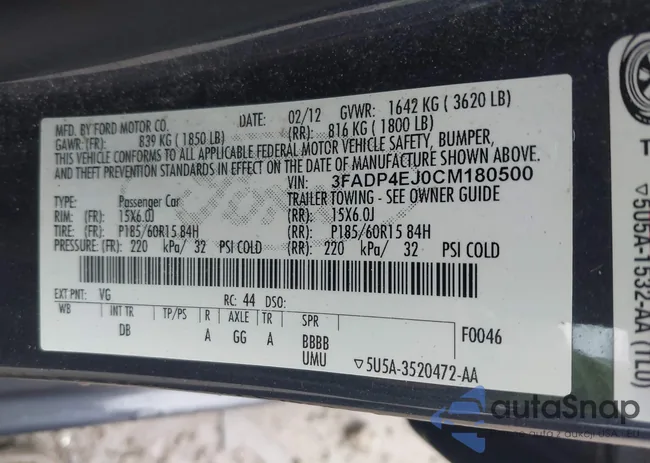 MFD. BY FORD MOTOR CO.
DATE: 02/12 GVWR: 1642 KG ( 3620 LB)
GAWR: (FR): 839 KG ( 1850 LB) (RR): 816 KG ( 1800 LB)
THIS VEHICLE CONFORMS TO ALL APPLICABLE FEDERAL MOTOR VEHICLE SAFETY, BUMPER,
AND THEFT PREVENTION STANDARDS IN EFFECT ON THE DATE OF MANUFACTURE SHOWN ABOVE.
VIN: 3FADP4EJ0CM180500
TYPE: Passenger Car TRAILER TOWING - SEE OWNER GUIDE
RIM: (FR): 15X6.0J (RR): 15X6.0J
TIRE: (FR): P185/60R15 84H (RR): P185/60R15 84H
PRESSURE: (FR): 220 kPa/ 32 PSI COLD (RR): 220 kPa/ 32 PSI COLD
EXT PNT: VG RC: 44 DSO:
WB INT TR TP/PS R AXLE TR SPR
DB A GG A BBBB F0046
UMU ▽5U5A-3520472-AA
▽5U5A-1532-AA (TLU)
autoSnap